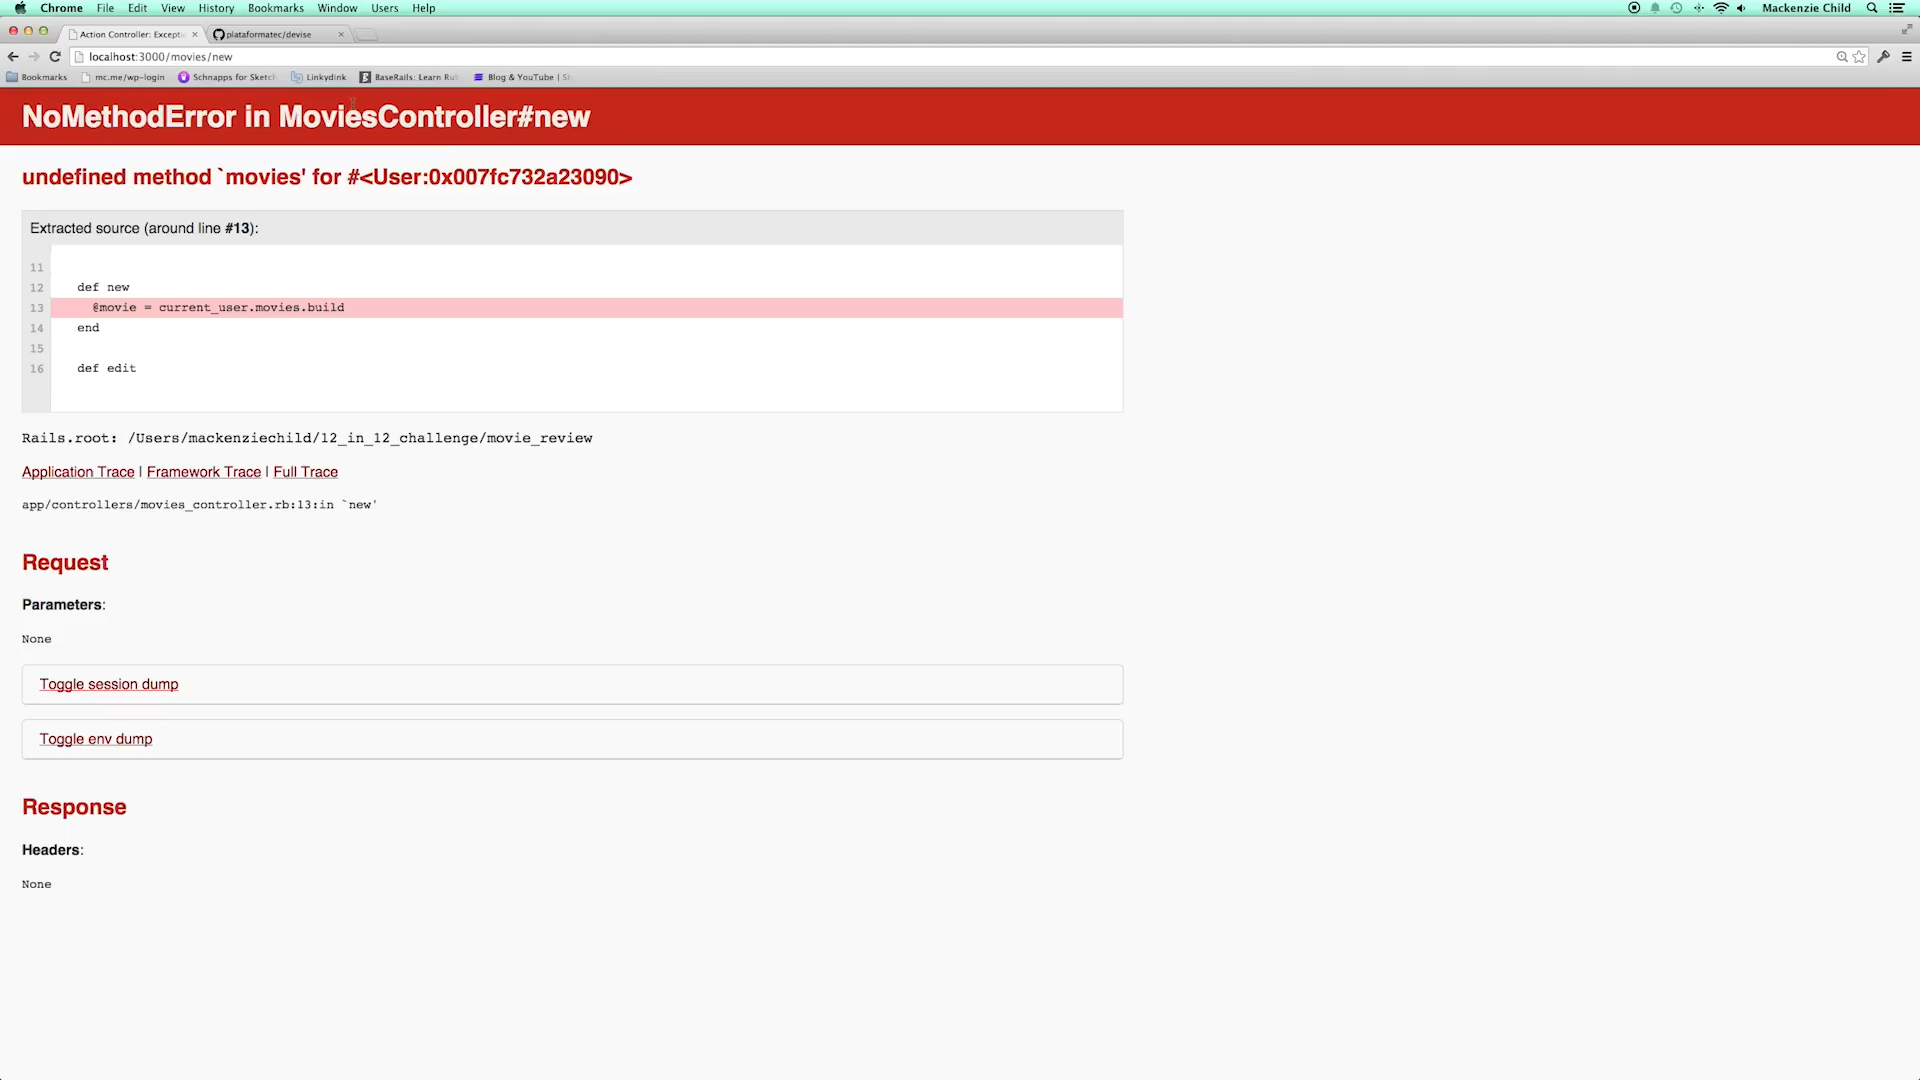 Chrome File Edit View History Bookmarks Window Users Help Mackenzie Child
Action Controller: Excepti plataformatec/devise
localhost:3000/movies/new
Bookmarks mc.me/wp-login Schnapps for Sketch Linkydink BaseRails: Learn Rub Blog & YouTube | St
NoMethodError in MoviesController#new
undefined method `movies' for #<User:0x007fc732a23090>
Extracted source (around line #13):
11
12 def new
13 @movie = current_user.movies.build
14 end
15
16 def edit
Rails.root: /Users/mackenziechild/12_in_12_challenge/movie_review
Application Trace | Framework Trace | Full Trace
app/controllers/movies_controller.rb:13:in `new'
Request
Parameters:
None
Toggle session dump
Toggle env dump
Response
Headers:
None